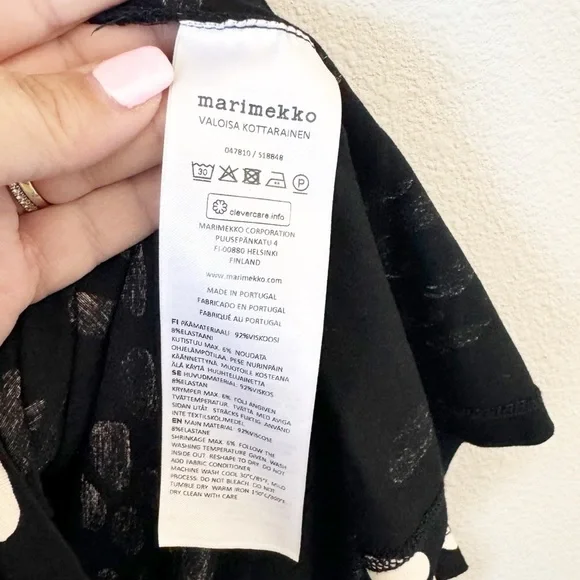 marimekko
VALOISA KOTTARAINEN
047810 / 518848
30
P
clevercare.info
MARIMEKKO CORPORATION
PUUSEPÄNKATU 4
FI-00880 HELSINKI
FINLAND
www.marimekko.com
MADE IN PORTUGAL
FABRICADO EN PORTUGAL
FABRIQUÉ AU PORTUGAL
FI PÄÄMATERIAALI 92%VISKOOSI
8%ELASTAANI
KUTISTUU MAX. 6% NOUDATA
OHJELÄMPÖTILAA. PESE NURINPÄIN
KÄÄNNETTYNÄ. MUOTOILE KOSTEANA
ÄLÄ KÄYTÄ HUUHTELUAINETTA
SE HUVUDMATERIAL 92%VISKOS
8%ELASTAN
KRYMPER MAX. 6% FÖLJ ANGIVEN
TVÄTTEMPERATUR. TVÄTTA MED AVIGA
SIDAN UTÅT. STRÄCKS FUKTIG. ANVÄND
INTE TEXTILSKÖLJMEDEL
EN MAIN MATERIAL 92%VISCOSE
8%ELASTANE
SHRINKAGE MAX. 6% FOLLOW THE
WASHING TEMPERATURE GIVEN. WASH
INSIDE OUT. RESHAPE TO DRY. DO NOT
ADD FABRIC CONDITIONER
MACHINE WASH COOL 30°C/85°F, MILD
PROCESS. DO NOT BLEACH. DO NOT
TUMBLE DRY. WARM IRON 150°C/300°F.
DRY CLEAN WITH CARE